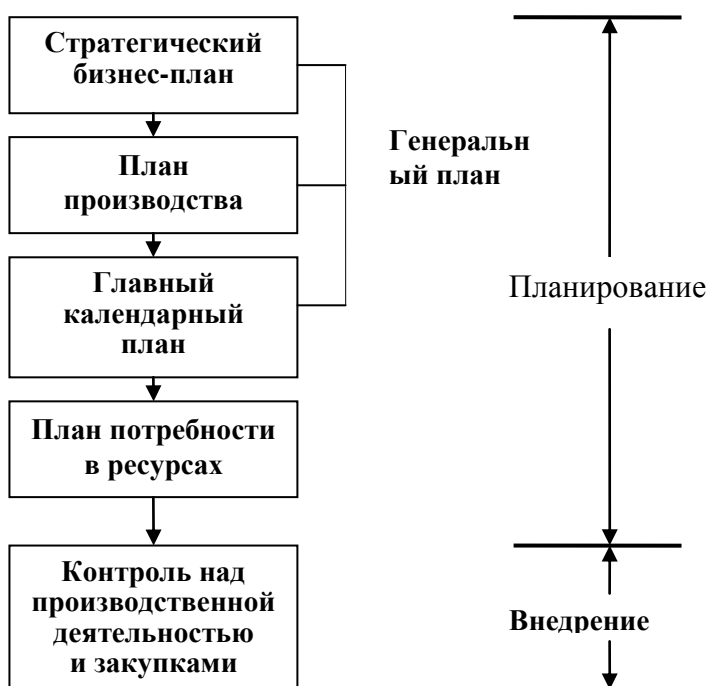 Стратегический
бизнес-план
План
производства
Главный
календарный
план
План потребности
в ресурсах
Контроль над
производственной
деятельностью
и закупками
Генеральн
ый план
Планирование
Внедрение